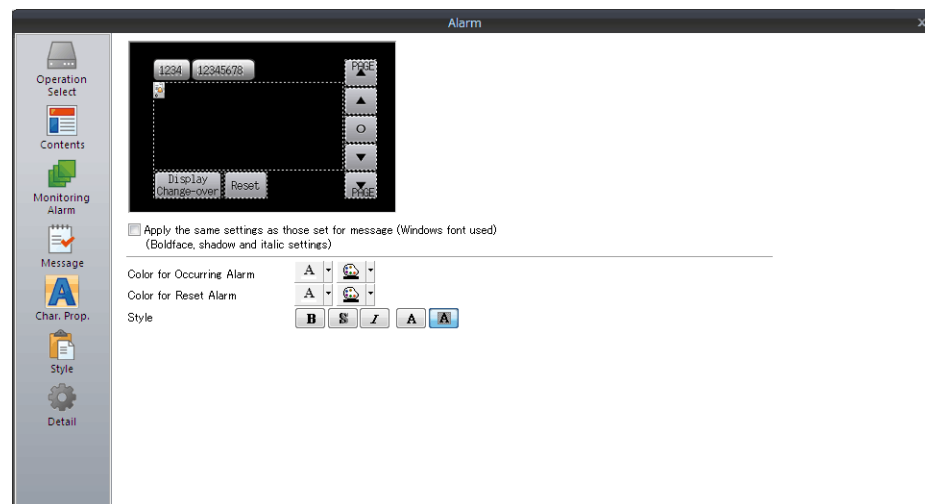 Alarm
x
Operation
Select
Contents
Monitoring
Alarm
Message
Char. Prop.
Style
Detail
1234 12345678
PAGE
Display
Change-over
Reset
PAGE
Apply the same settings as those set for message (Windows font used)
(Boldface, shadow and italic settings)
Color for Occurring Alarm A
Color for Reset Alarm A
Style B S I A A